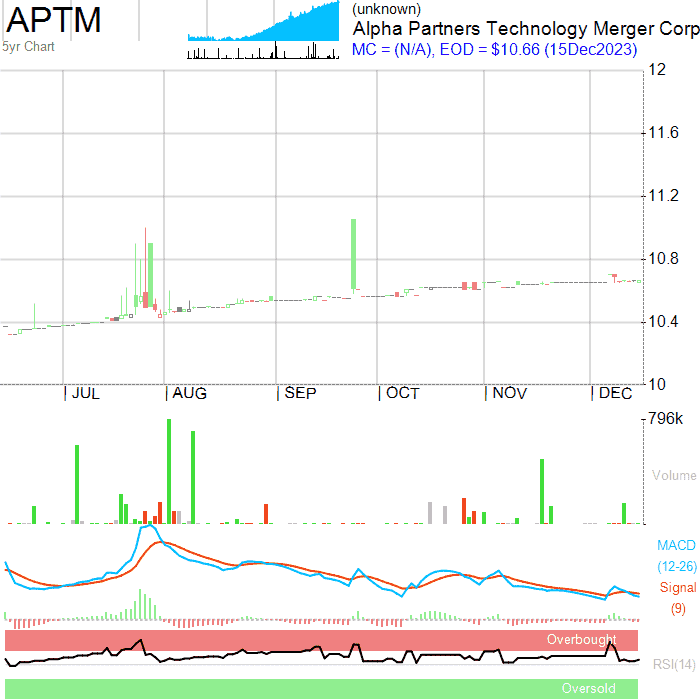 APTM
5yr Chart
(unknown)
Alpha Partners Technology Merger Corp
MC = (N/A), EOD = $10.66 (15Dec2023)
12
11.6
11.2
10.8
10.4
10
JUL
AUG
SEP
OCT
NOV
DEC
796k
Volume
MACD
(12-26)
Signal
(9)
Overbought
RSI(14)
Oversold